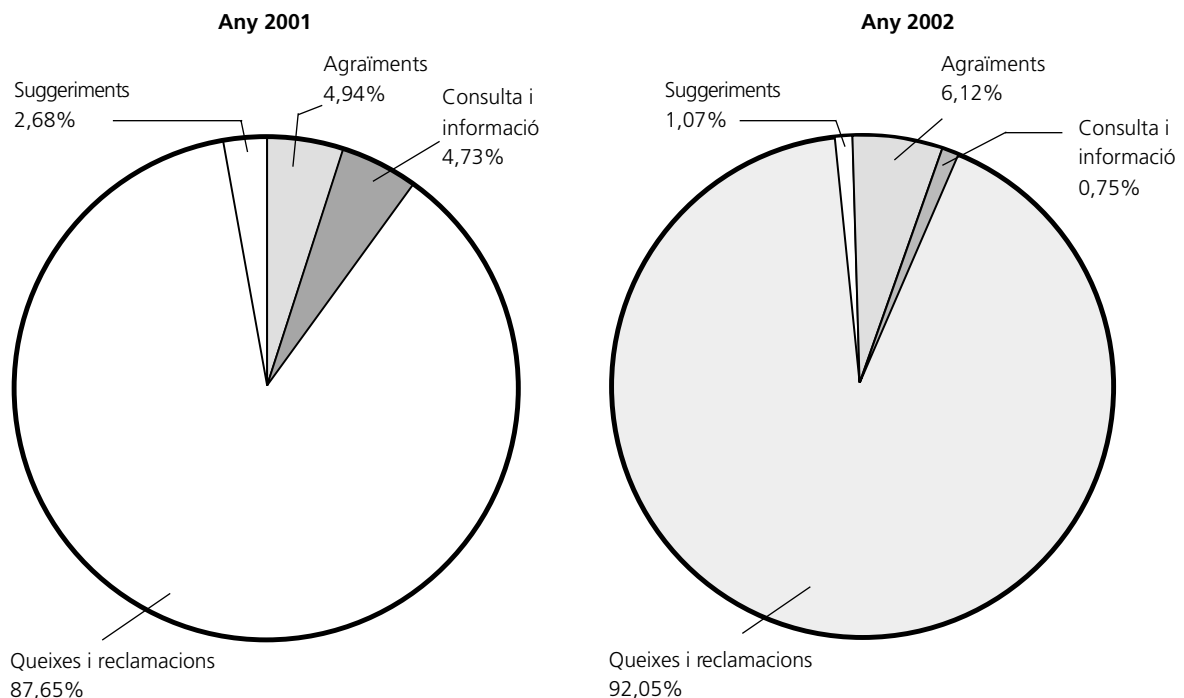 Any 2001
Suggeriments
2,68%
Agraïments
4,94%
Consulta i
informació
4,73%
Queixes i reclamacions
87,65%
Any 2002
Suggeriments
1,07%
Agraïments
6,12%
Consulta i
informació
0,75%
Queixes i reclamacions
92,05%